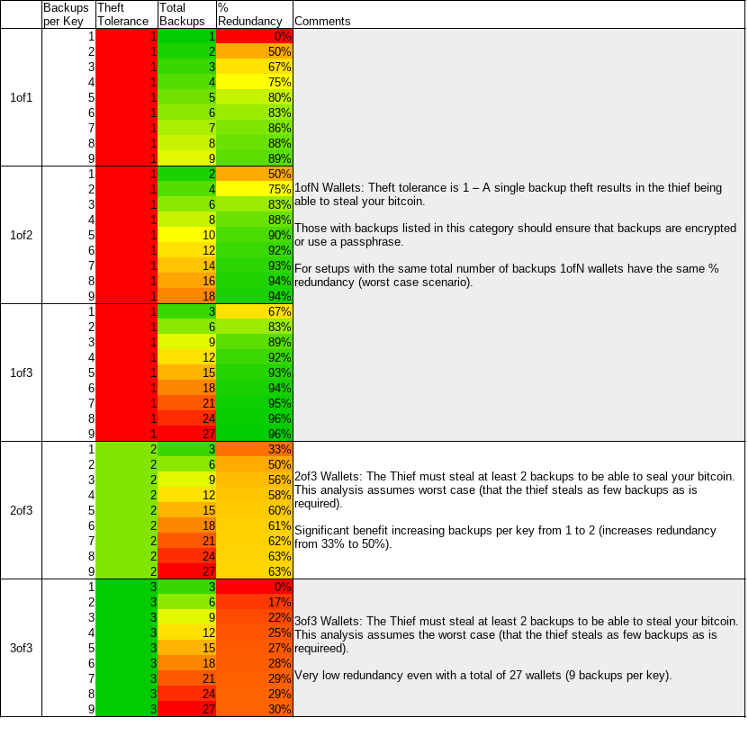 Backups per Key Theft Tolerance Total Backups % Redundancy Comments
1 1 1 0%
2 1 2 50%
3 1 3 67%
4 1 4 75%
1of1 5 1 5 80%
6 1 6 83%
7 1 7 86%
8 1 8 88%
9 1 9 89%
1 1 2 50%
2 1 4 75%
3 1 6 83%
4 1 8 88%
1of2 5 1 10 90%
6 1 12 92%
7 1 14 93%
8 1 16 94%
9 1 18 94%
1 1 3 67%
2 1 6 83%
3 1 9 89%
4 1 12 92%
1of3 5 1 15 93%
6 1 18 94%
7 1 21 95%
8 1 24 96%
9 1 27 96%
1ofN Wallets: Theft tolerance is 1 – A single backup theft results in the thief being
able to steal your bitcoin.
Those with backups listed in this category should ensure that backups are encrypted
or use a passphrase.
For setups with the same total number of backups 1ofN wallets have the same %
redundancy (worst case scenario).
1 2 3 33%
2 2 6 50%
3 2 9 56%
4 2 12 58%
2of3 5 2 15 60%
6 2 18 61%
7 2 21 62%
8 2 24 63%
9 2 27 63%
2of3 Wallets: The Thief must steal at least 2 backups to be able to seal your bitcoin.
This analysis assumes worst case (that the thief steals as few backups as is
required).
Significant benefit increasing backups per key from 1 to 2 (increases redundancy
from 33% to 50%).
1 3 3 0%
2 3 6 17%
3 3 9 22%
4 3 12 25%
3of3 5 3 15 27%
6 3 18 28%
7 3 21 29%
8 3 24 29%
9 3 27 30%
3of3 Wallets: The Thief must steal at least 2 backups to be able to steal your bitcoin.
This analysis assumes the worst case (that the thief steals as few backups as is
requireed).
Very low redundancy even with a total of 27 wallets (9 backups per key).